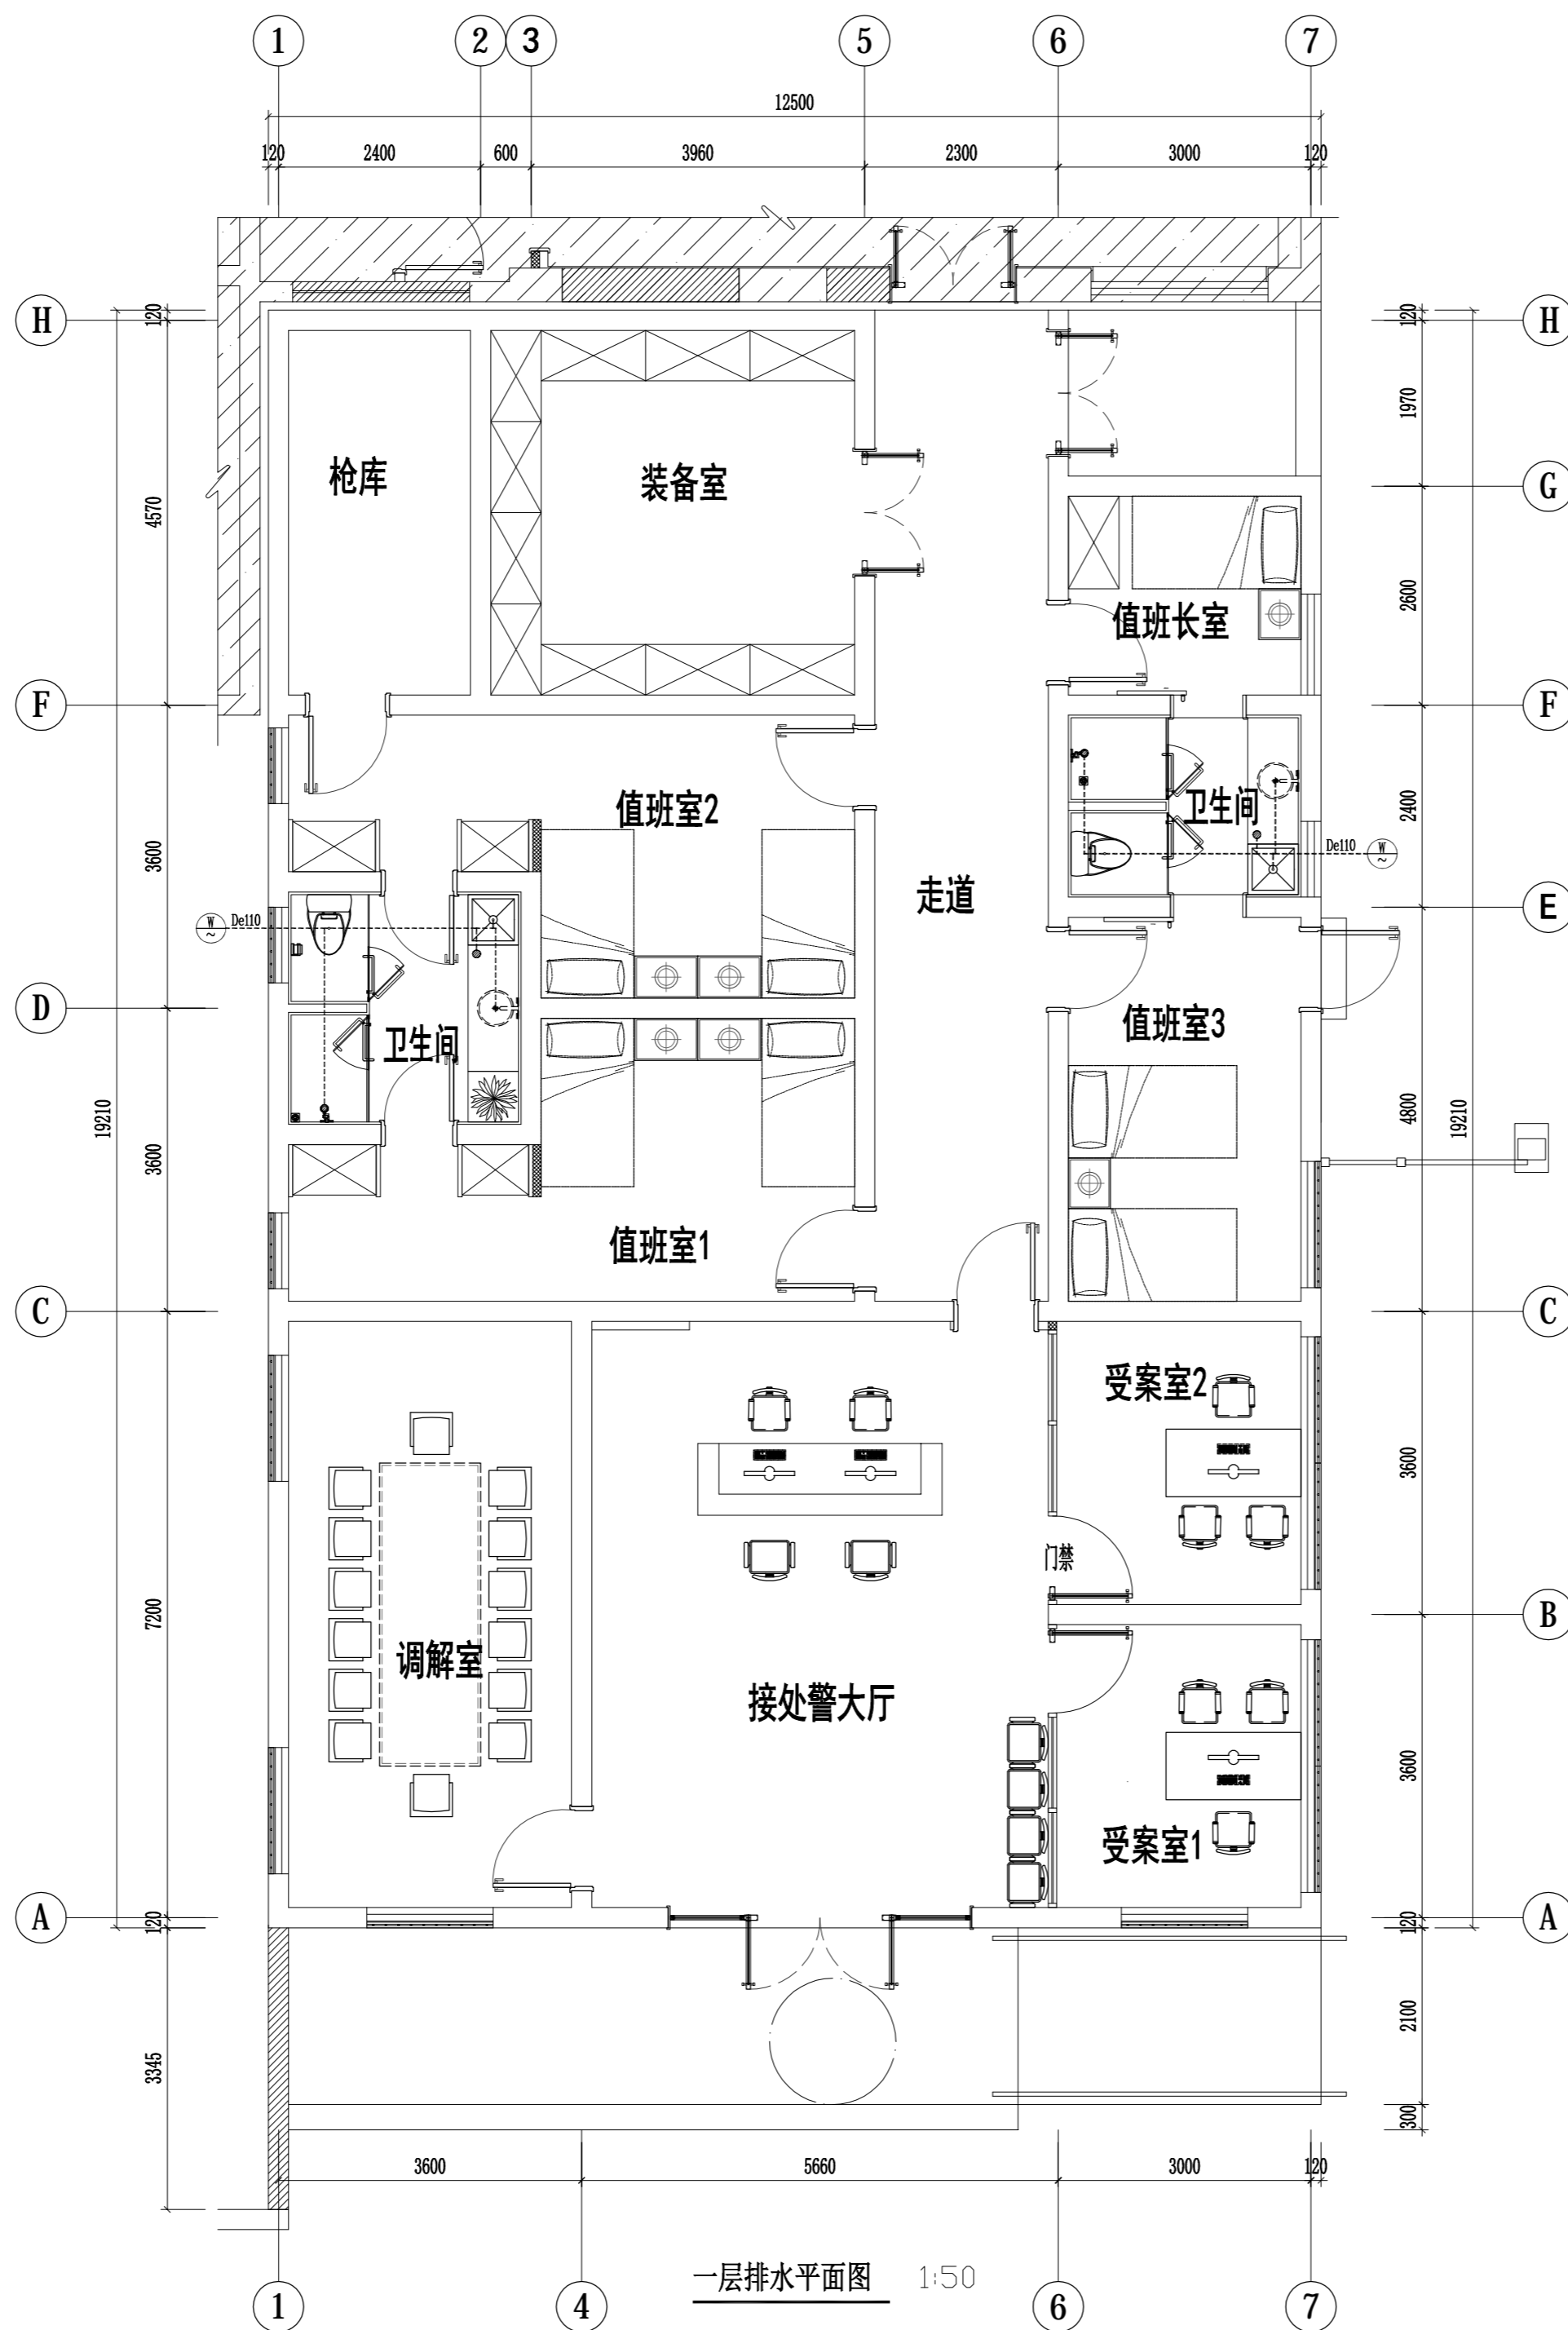 1 2 3 5 6 7
12500
120 2400 600 3960 2300 3000 120
H 120 120 H
1970
枪库 装备室
G
4570
2600
值班长室
F F
值班室2
卫生间
2400
3600
De110 W ~
走道
W ~ De110
E
D
值班室3
卫生间
19210 4800 19210
3600
值班室1
C C
受案室2
3600
门禁
7200
B
调解室
接处警大厅
3600
受案室1
A 120 120 A
2100
3345
300
3600 5660 3000 120
一层排水平面图 1:50
1 4 6 7